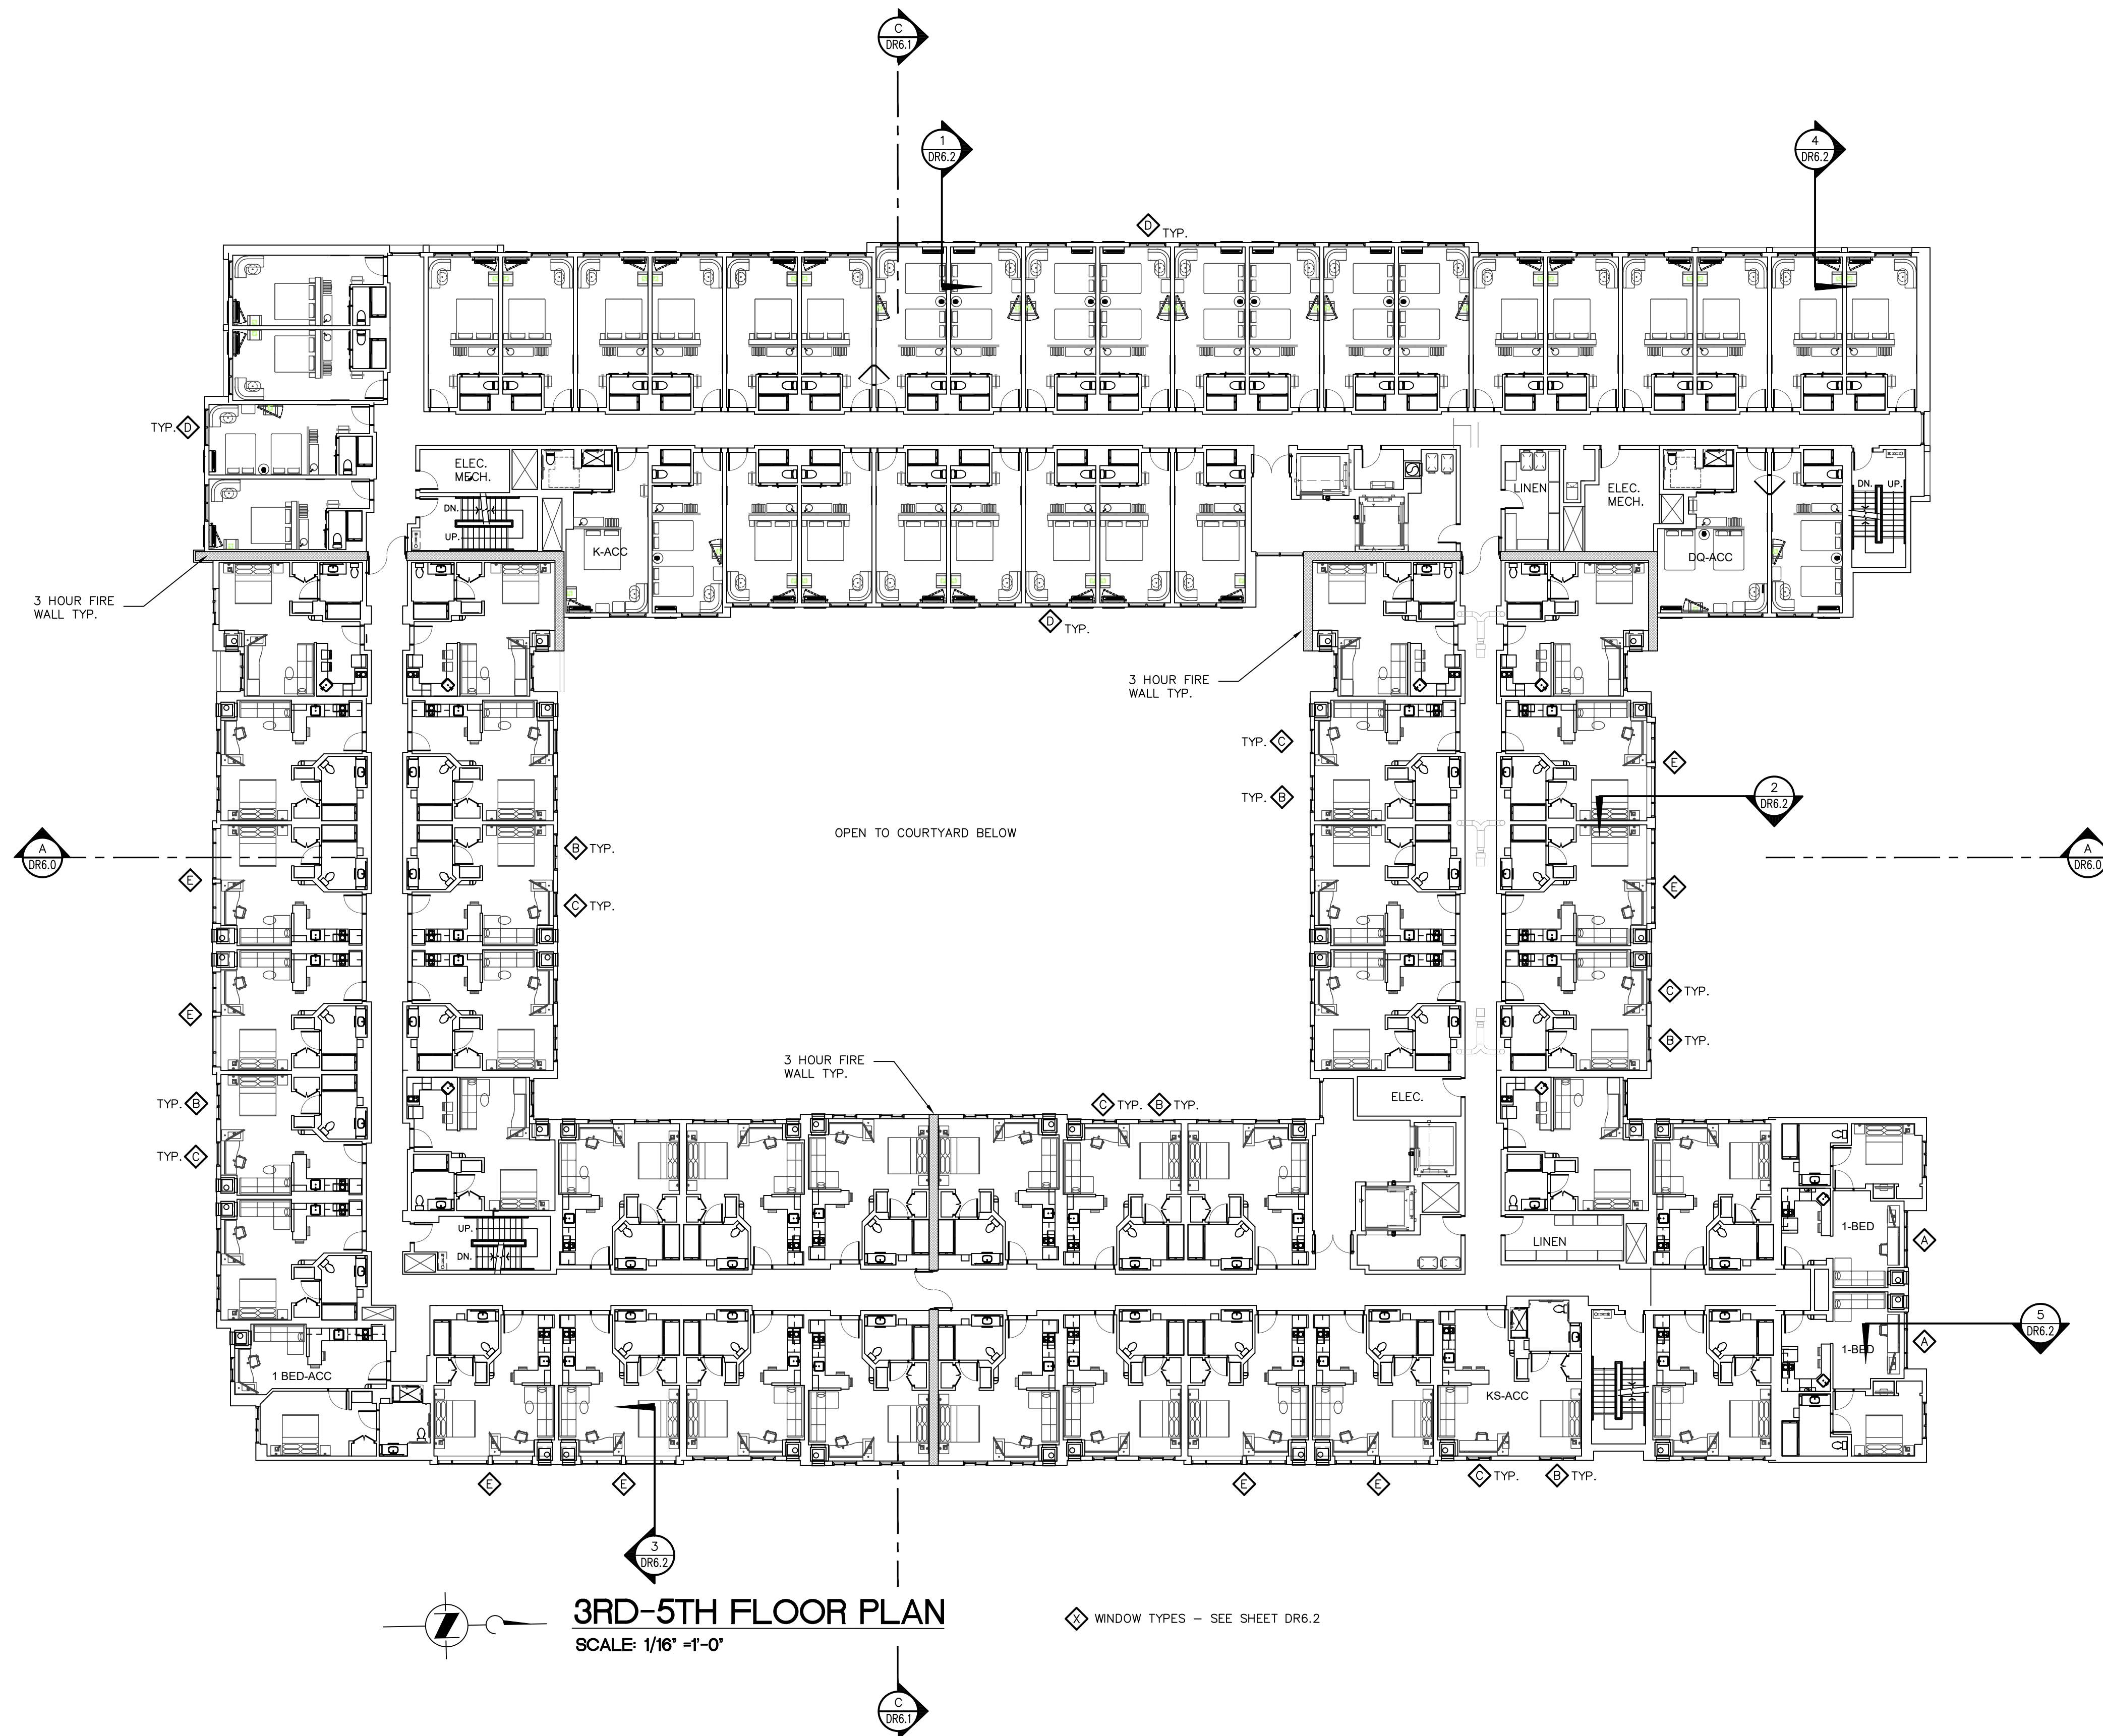 C
DR6.1
1
DR6.2
4
DR6.2
D TYP.
TYP. D
ELEC.
MECH.
DN.
UP.
K-ACC
LINEN
ELEC.
MECH.
DN. UP.
DQ-ACC
3 HOUR FIRE
WALL TYP.
D TYP.
3 HOUR FIRE
WALL TYP.
TYP. C
E
TYP. B
2
DR6.2
OPEN TO COURTYARD BELOW
B TYP.
A
DR6.0
A
DR6.0
E
E
C TYP.
C TYP.
E
B TYP.
3 HOUR FIRE
WALL TYP.
ELEC.
TYP. B
C TYP. B TYP.
TYP. C
UP.
DN.
LINEN
1-BED
A
5
DR6.2
A
1-BED
1 BED-ACC
KS-ACC
E
E
E
E
C TYP. B TYP.
3
DR6.2
3RD-5TH FLOOR PLAN
SCALE: 1/16" =1'-0"
X WINDOW TYPES - SEE SHEET DR6.2
C
DR6.1